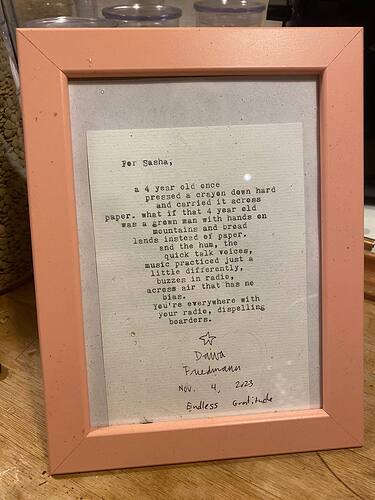 For Sasha,
a 4 year old once
pressed a crayon down hard
and carried it across
paper. what if that 4 year old
was a grown man with hands on
mountains and broad
lands instead of paper.
and the hum, the
quick talk voices,
music practiced just a
little differently,
buzzes in radio,
across air that has no
bias.
You're everywhere with
your radio, dispelling
boarders.
Dawa
Friedmann
Nov. 4, 2023
Endless Gratitude